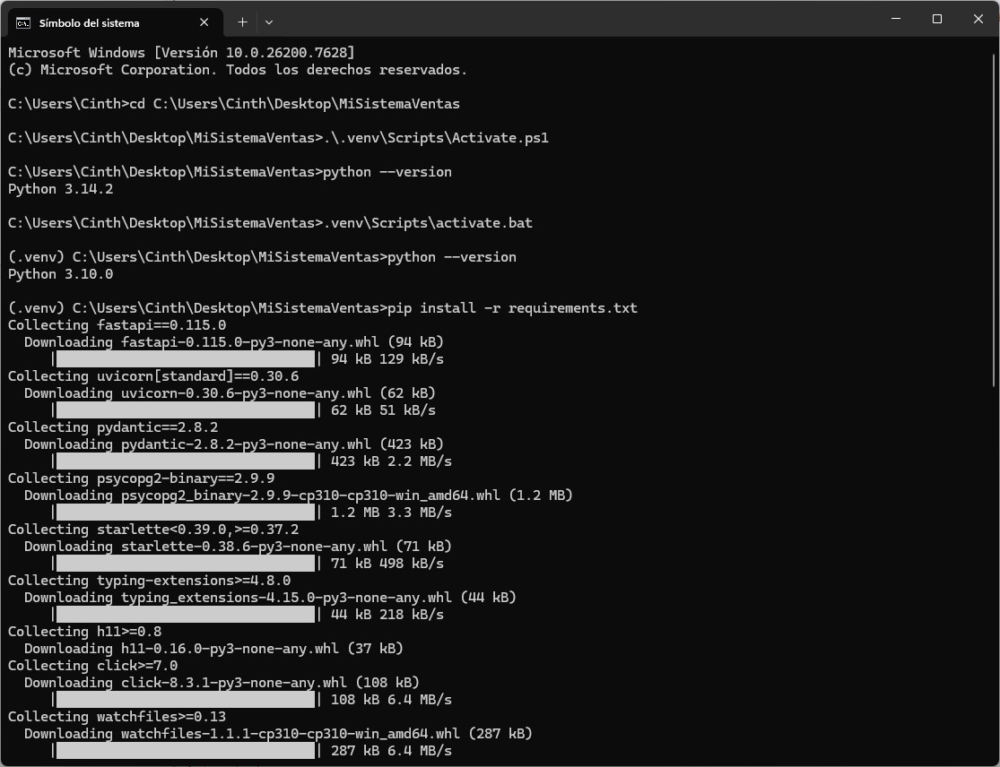 Símbolo del sistema
Microsoft Windows [Versión 10.0.26200.7628]
(c) Microsoft Corporation. Todos los derechos reservados.
C:\Users\Cinth>cd C:\Users\Cinth\Desktop\MiSistemaVentas
C:\Users\Cinth\Desktop\MiSistemaVentas>.\.venv\Scripts\Activate.ps1
C:\Users\Cinth\Desktop\MiSistemaVentas>python --version
Python 3.14.2
C:\Users\Cinth\Desktop\MiSistemaVentas>.venv\Scripts\activate.bat
(.venv) C:\Users\Cinth\Desktop\MiSistemaVentas>python --version
Python 3.10.0
(.venv) C:\Users\Cinth\Desktop\MiSistemaVentas>pip install -r requirements.txt
Collecting fastapi==0.115.0
  Downloading fastapi-0.115.0-py3-none-any.whl (94 kB)
     |████████████████████████████████| 94 kB 129 kB/s
Collecting uvicorn[standard]==0.30.6
  Downloading uvicorn-0.30.6-py3-none-any.whl (62 kB)
     |████████████████████████████████| 62 kB 51 kB/s
Collecting pydantic==2.8.2
  Downloading pydantic-2.8.2-py3-none-any.whl (423 kB)
     |████████████████████████████████| 423 kB 2.2 MB/s
Collecting psycopg2-binary==2.9.9
  Downloading psycopg2_binary-2.9.9-cp310-cp310-win_amd64.whl (1.2 MB)
     |████████████████████████████████| 1.2 MB 3.3 MB/s
Collecting starlette<0.39.0,>=0.37.2
  Downloading starlette-0.38.6-py3-none-any.whl (71 kB)
     |████████████████████████████████| 71 kB 498 kB/s
Collecting typing-extensions>=4.8.0
  Downloading typing_extensions-4.15.0-py3-none-any.whl (44 kB)
     |████████████████████████████████| 44 kB 218 kB/s
Collecting h11>=0.8
  Downloading h11-0.16.0-py3-none-any.whl (37 kB)
Collecting click>=7.0
  Downloading click-8.3.1-py3-none-any.whl (108 kB)
     |████████████████████████████████| 108 kB 6.4 MB/s
Collecting watchfiles>=0.13
  Downloading watchfiles-1.1.1-cp310-cp310-win_amd64.whl (287 kB)
     |████████████████████████████████| 287 kB 6.4 MB/s